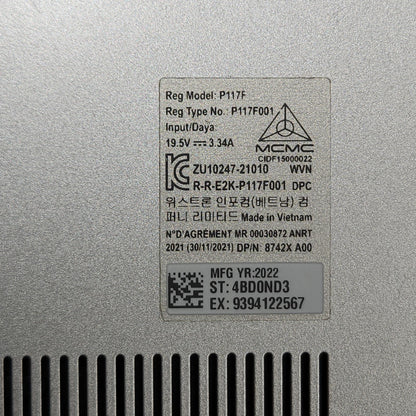 Reg Model: P117F
Reg Type No.: P117F001
Input/Daya:
19.5V ⎓ 3.34A
MCMC
CIDF15000022
ZU10247-21010 WVN
R-R-E2K-P117F001 DPC
위스트론 인포컴(베트남) 컴
퍼니 리미티드 Made in Vietnam
N°D'AGRÉMENT MR 00030872 ANRT
2021 (30/11/2021) DP/N: 8742X A00
MFG YR:2022
ST: 4BD0ND3
EX: 9394122567